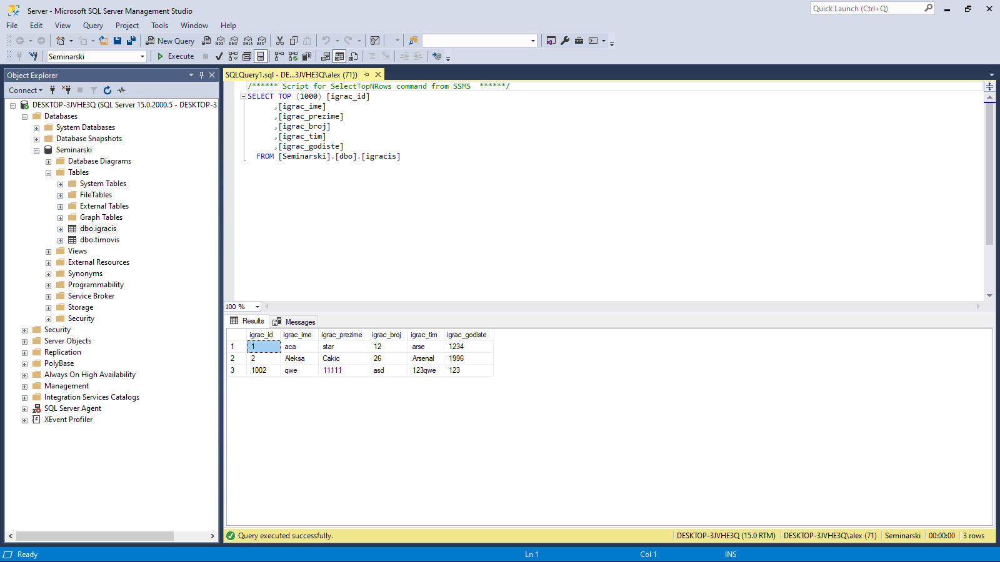 Server - Microsoft SQL Server Management Studio
Quick Launch (Ctrl+Q)
File Edit View Query Project Tools Window Help
New Query MDX DMX XMLA DAX
Seminarski Execute
Object Explorer
Connect
DESKTOP-3JVHE3Q (SQL Server 15.0.2000.5 - DESKTOP-3.
Databases
System Databases
Database Snapshots
Seminarski
Database Diagrams
Tables
System Tables
FileTables
External Tables
Graph Tables
dbo.igracis
dbo.timovis
Views
External Resources
Synonyms
Programmability
Service Broker
Storage
Security
Security
Server Objects
Replication
PolyBase
Always On High Availability
Management
Integration Services Catalogs
SQL Server Agent
XEvent Profiler
SQLQuery1.sql - DE...3JVHE3Q\alex (71))
/****** Script for SelectTopNRows command from SSMS  ******/
SELECT TOP (1000) [igrac_id]
,[igrac_ime]
,[igrac_prezime]
,[igrac_broj]
,[igrac_tim]
,[igrac_godiste]
FROM [Seminarski].[dbo].[igracis]
100 %
Results Messages
igrac_id igrac_ime igrac_prezime igrac_broj igrac_tim igrac_godiste
1 1 aca star 12 arse 1234
2 2 Aleksa Cakic 26 Arsenal 1996
3 1002 qwe 11111 asd 123qwe 123
Query executed successfully. DESKTOP-3JVHE3Q (15.0 RTM) DESKTOP-3JVHE3Q\alex (71) Seminarski 00:00:00 3 rows
Ready Ln 1 Col 1 INS